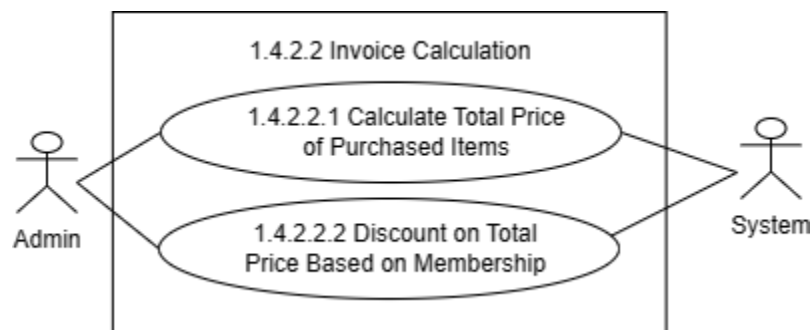 1.4.2.2 Invoice Calculation
1.4.2.2.1 Calculate Total Price
of Purchased Items
Admin
System
1.4.2.2.2 Discount on Total
Price Based on Membership